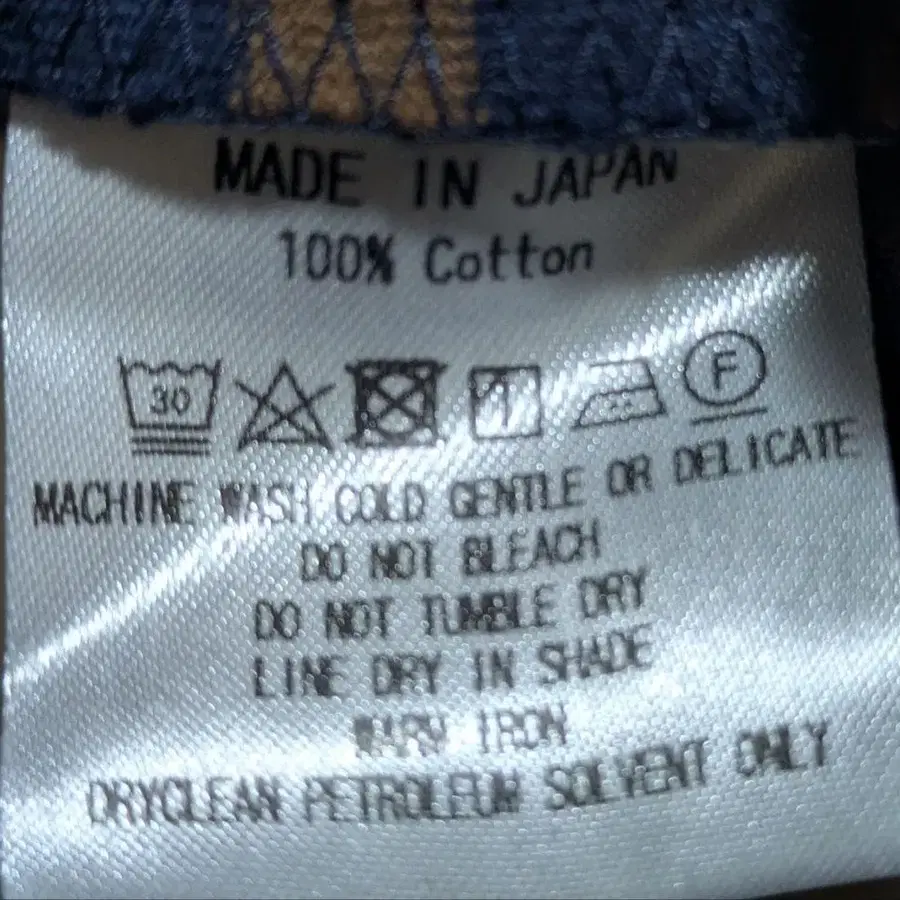 MADE IN JAPAN
100% Cotton
30 F
MACHINE WASH COLD GENTLE OR DELICATE
DO NOT BLEACH
DO NOT TUMBLE DRY
LINE DRY IN SHADE
WARM IRON
DRYCLEAN PETROLEUM SOLVENT ONLY